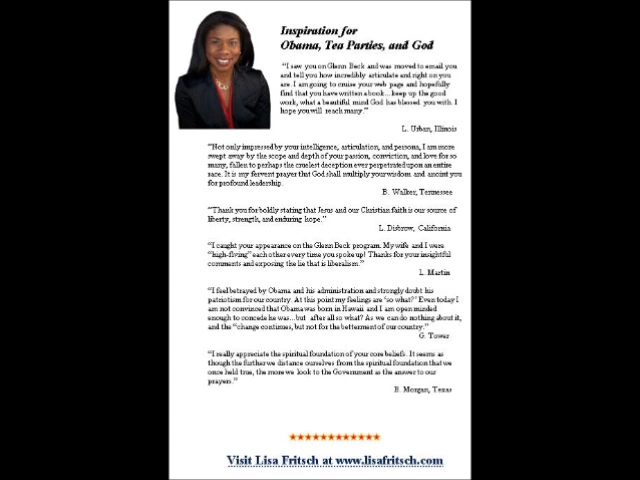 Inspiration for
Obama, Tea Parties, and God
"I saw you on Glenn Beck and was moved to email you
and tell you how incredibly articulate and right on you
are. I am going to cruise your web page and hopefully
find that you have written a book...keep up the good
work, what a beautiful mind God has blessed you with. I
hope you will reach many."
L. Urban, Illinois
"Not only impressed by your intelligence, articulation, and persona, I am more
swept away by the scope and depth of your passion, conviction, and love for so
many, fallen to perhaps the cruelest deception ever perpetrated upon an entire
race. It is my fervent prayer that God shall multiply your wisdom and anoint you
for profound leadership.
B. Walker, Tennessee
"Thank you for boldly stating that Jesus and our Christian faith is our source of
liberty, strength, and enduring hope."
L. Disbrow, California
"I caught your appearance on the Glenn Beck program. My wife and I were
"high-fiving" each other every time you spoke up! Thanks for your insightful
comments and exposing the lie that is liberalism."
L. Martin
"I feel betrayed by Obama and his administration and strongly doubt his
patriotism for our country. At this point my feelings are 'so what?' Even today I
am not convinced that Obama was born in Hawaii and I am open minded
enough to concede he was...but after all so what? As we can do nothing about it,
and the "change continues, but not for the betterment of our country."
G. Tower
"I really appreciate the spiritual foundation of your core beliefs. It seems as
though the further we distance ourselves from the spiritual foundation that we
once held true, the more we look to the Government as the answer to our
prayers."
B. Morgan, Texas
Visit Lisa Fritsch at www.lisafritsch.com